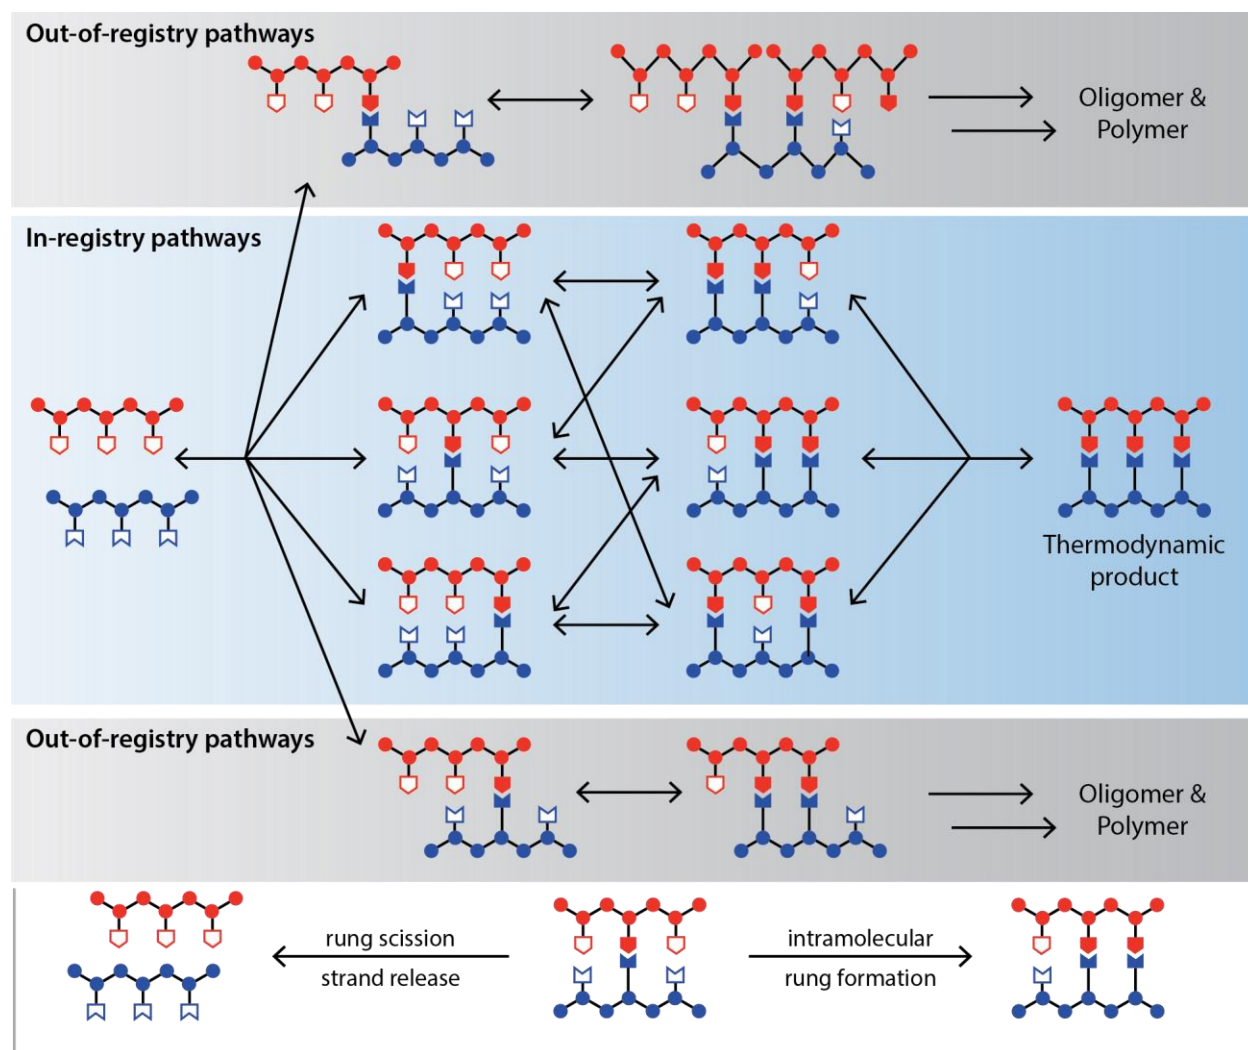 Out-of-registry pathways
Oligomer &
Polymer
In-registry pathways
Thermodynamic
product
Out-of-registry pathways
Oligomer &
Polymer
rung scission
strand release
intramolecular
rung formation